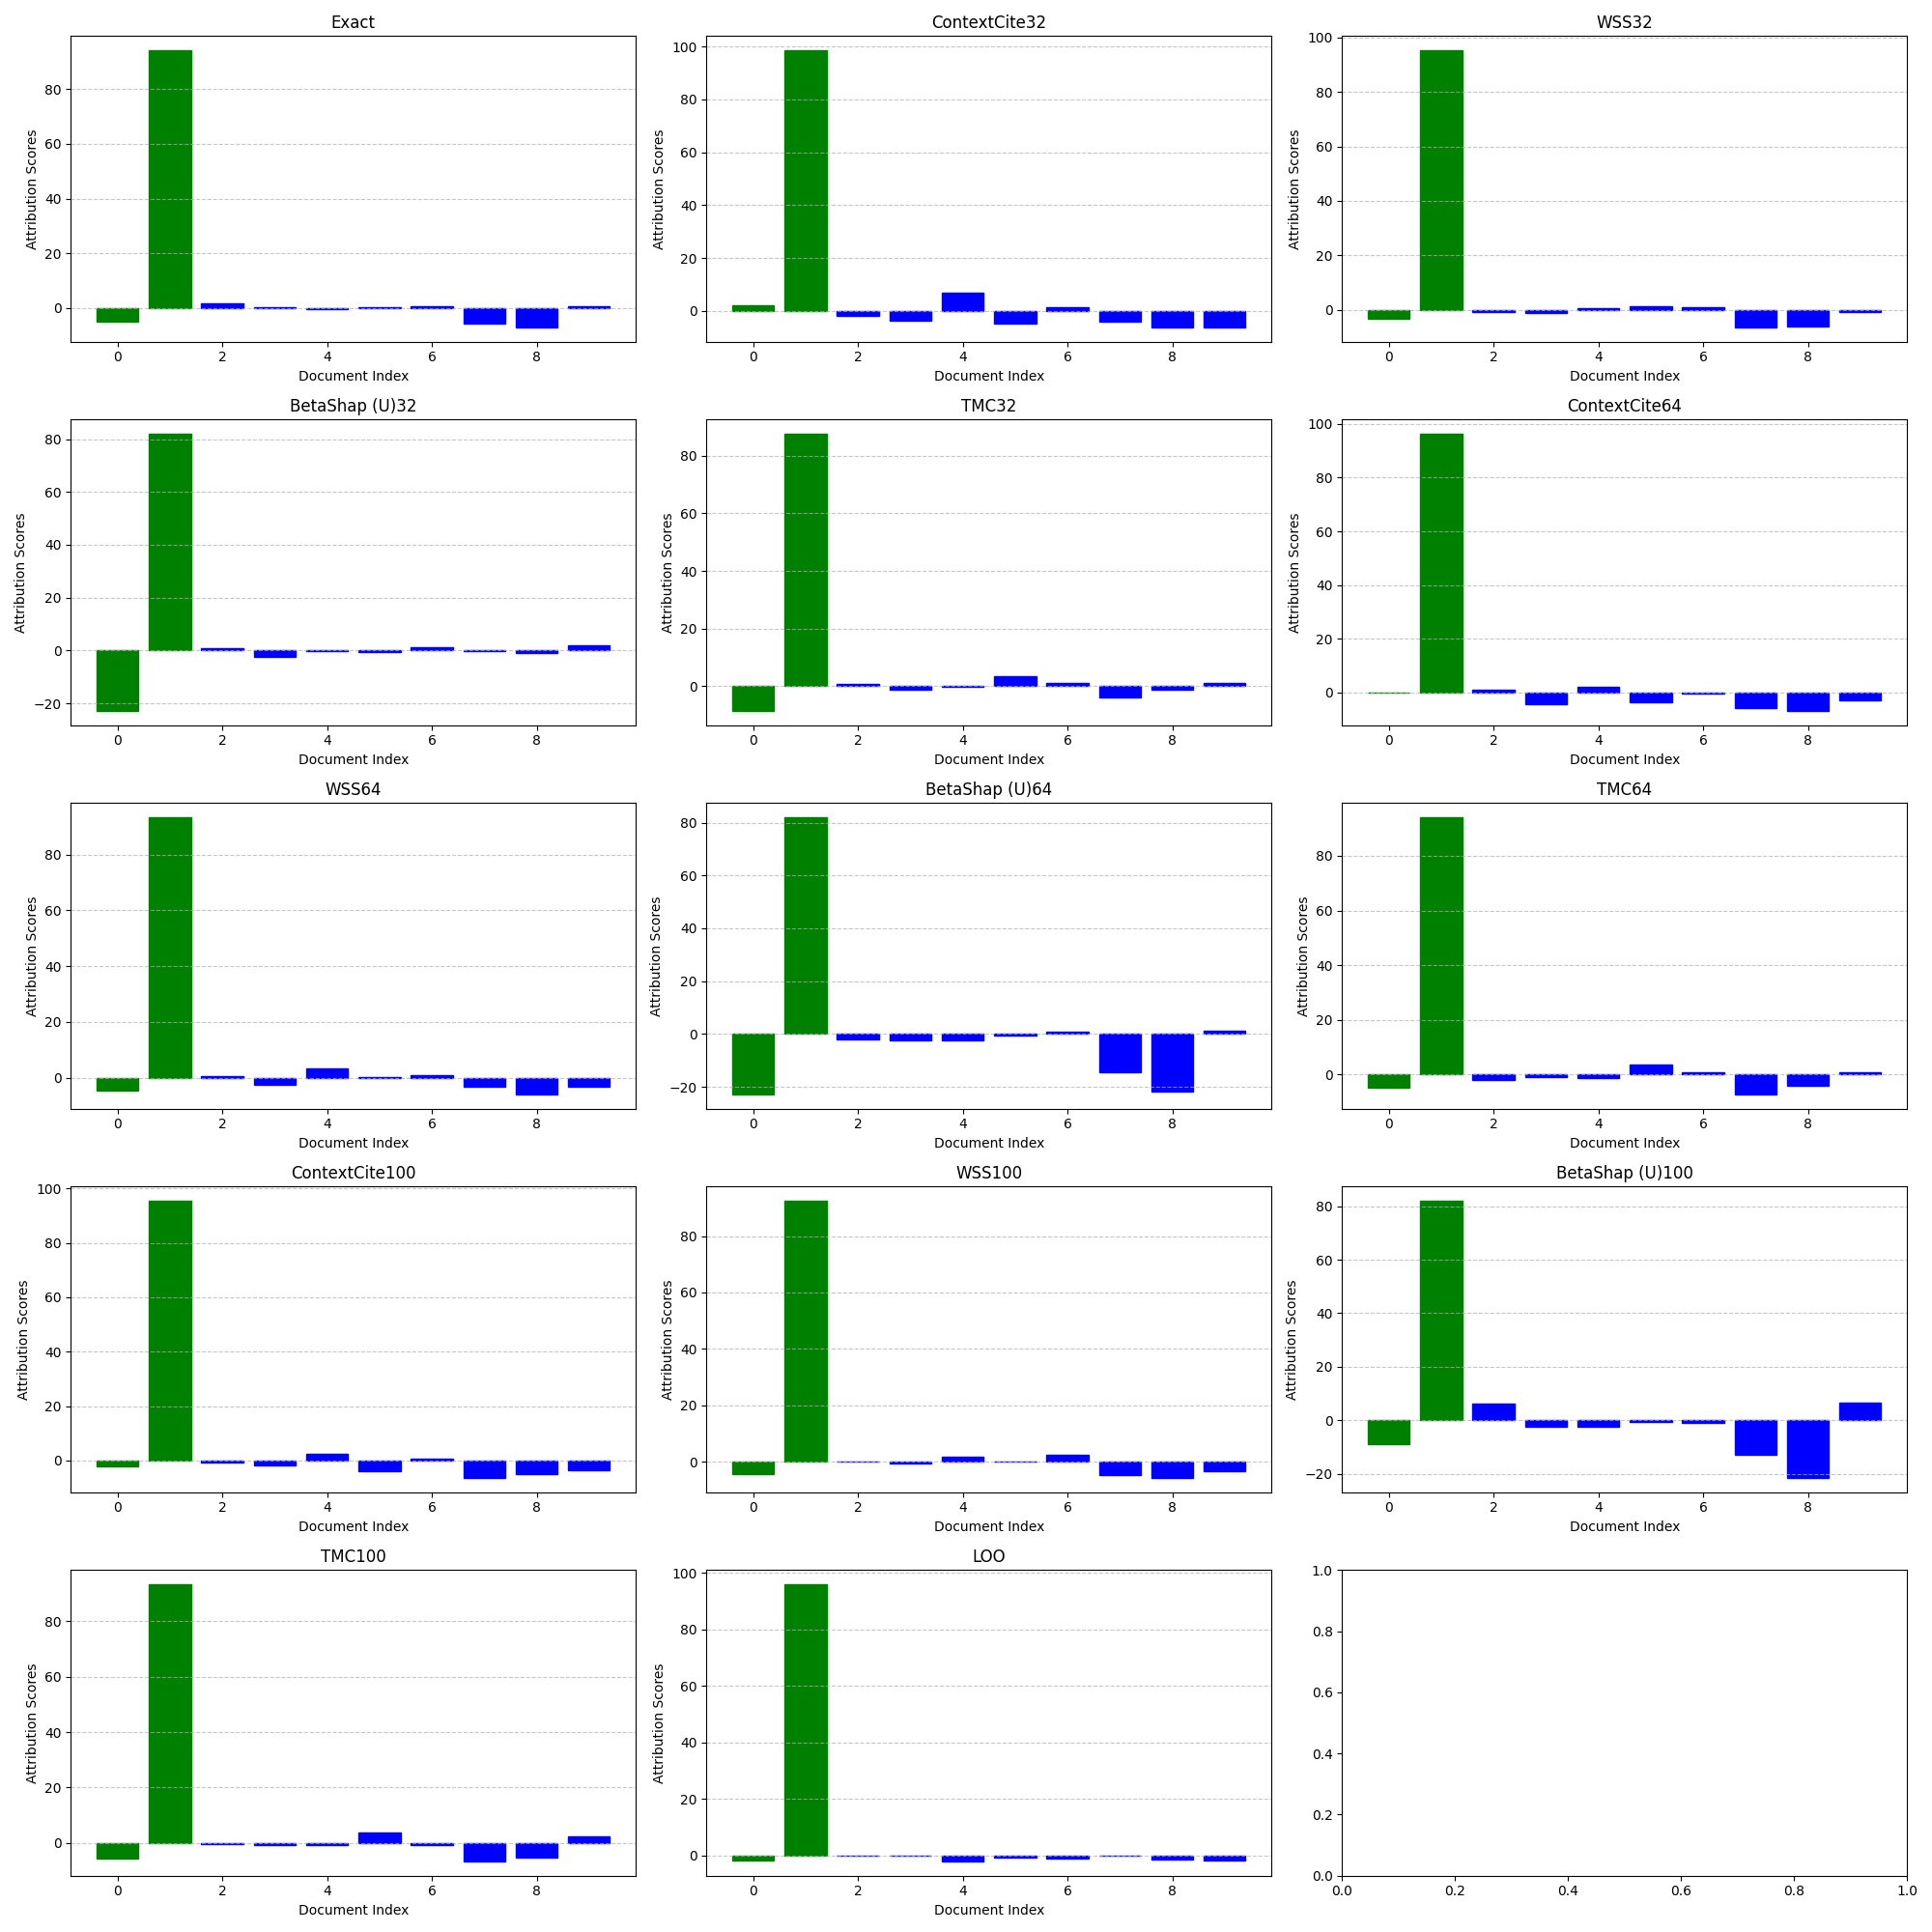 Exact
Attribution Scores
80
60
40
20
0
0 2 4 6 8
Document Index
ContextCite32
Attribution Scores
100
80
60
40
20
0
0 2 4 6 8
Document Index
WSS32
Attribution Scores
100
80
60
40
20
0
0 2 4 6 8
Document Index
BetaShap (U)32
Attribution Scores
80
60
40
20
0
−20
0 2 4 6 8
Document Index
TMC32
Attribution Scores
80
60
40
20
0
0 2 4 6 8
Document Index
ContextCite64
Attribution Scores
100
80
60
40
20
0
0 2 4 6 8
Document Index
WSS64
Attribution Scores
80
60
40
20
0
0 2 4 6 8
Document Index
BetaShap (U)64
Attribution Scores
80
60
40
20
0
−20
0 2 4 6 8
Document Index
TMC64
Attribution Scores
80
60
40
20
0
0 2 4 6 8
Document Index
ContextCite100
Attribution Scores
100
80
60
40
20
0
0 2 4 6 8
Document Index
WSS100
Attribution Scores
80
60
40
20
0
0 2 4 6 8
Document Index
BetaShap (U)100
Attribution Scores
80
60
40
20
0
−20
0 2 4 6 8
Document Index
TMC100
Attribution Scores
80
60
40
20
0
0 2 4 6 8
Document Index
LOO
Attribution Scores
100
80
60
40
20
0
0 2 4 6 8
Document Index
1.0
0.8
0.6
0.4
0.2
0.0
0.0 0.2 0.4 0.6 0.8 1.0